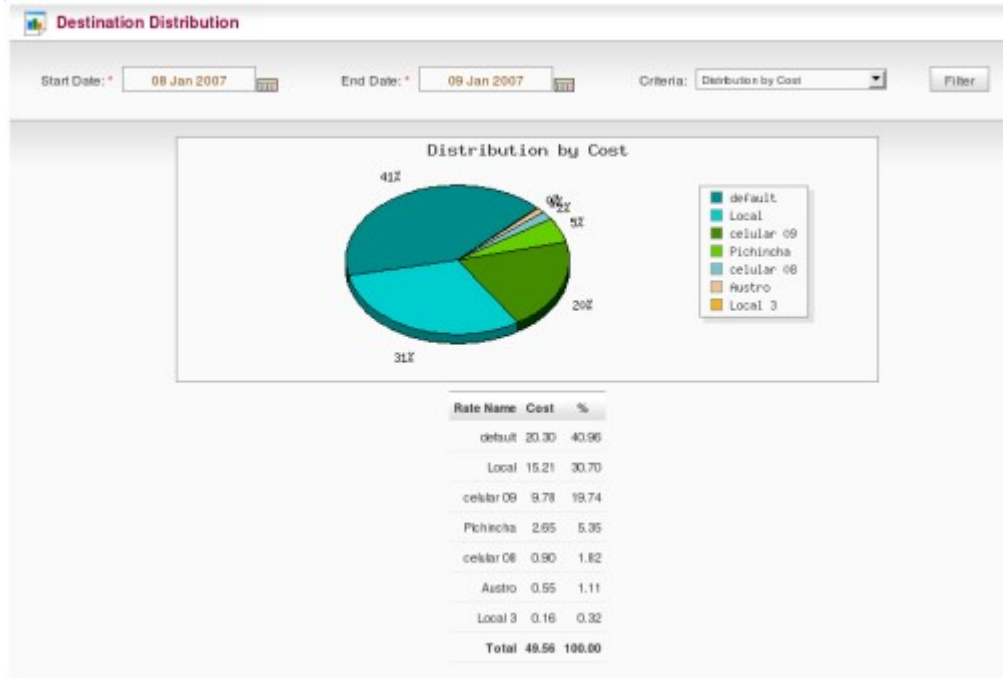 Destination Distribution
Start Date: * 08 Jan 2007 End Date: * 09 Jan 2007 Criteria: Distribution by Cost Filter
Distribution by Cost
41%
2%
5%
20%
31%
default
Local
celular 09
Pichincha
celular 08
Austro
Local 3
Rate Name Cost %
default 20.30 40.96
Local 15.21 30.70
celular 09 9.78 19.74
Pichincha 2.65 5.35
celular 08 0.90 1.82
Austro 0.55 1.11
Local 3 0.16 0.32
Total 49.56 100.00